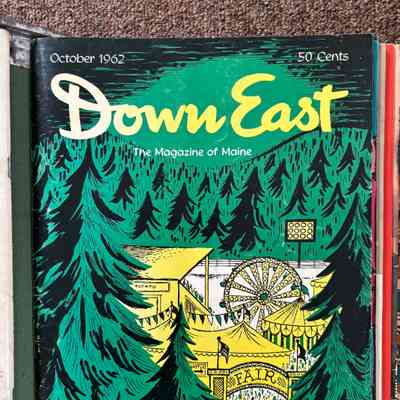 October 1962 50 Cents
Down East
The Magazine of Maine
FAIR